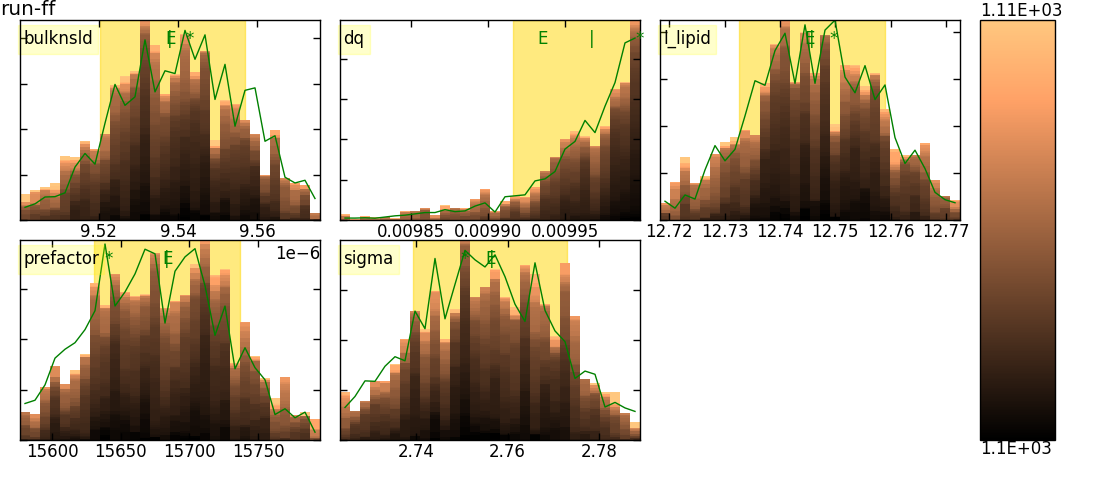 run-ff
1.11E+03
bulknsld E | *
dq E | *
l_lipid E | *
9.52 9.54 9.56
0.00985 0.00990 0.00995
12.72 12.73 12.74 12.75 12.76 12.77
prefactor * | E 1e−6
sigma * E |
15600 15650 15700 15750
2.74 2.76 2.78
1.1E+03